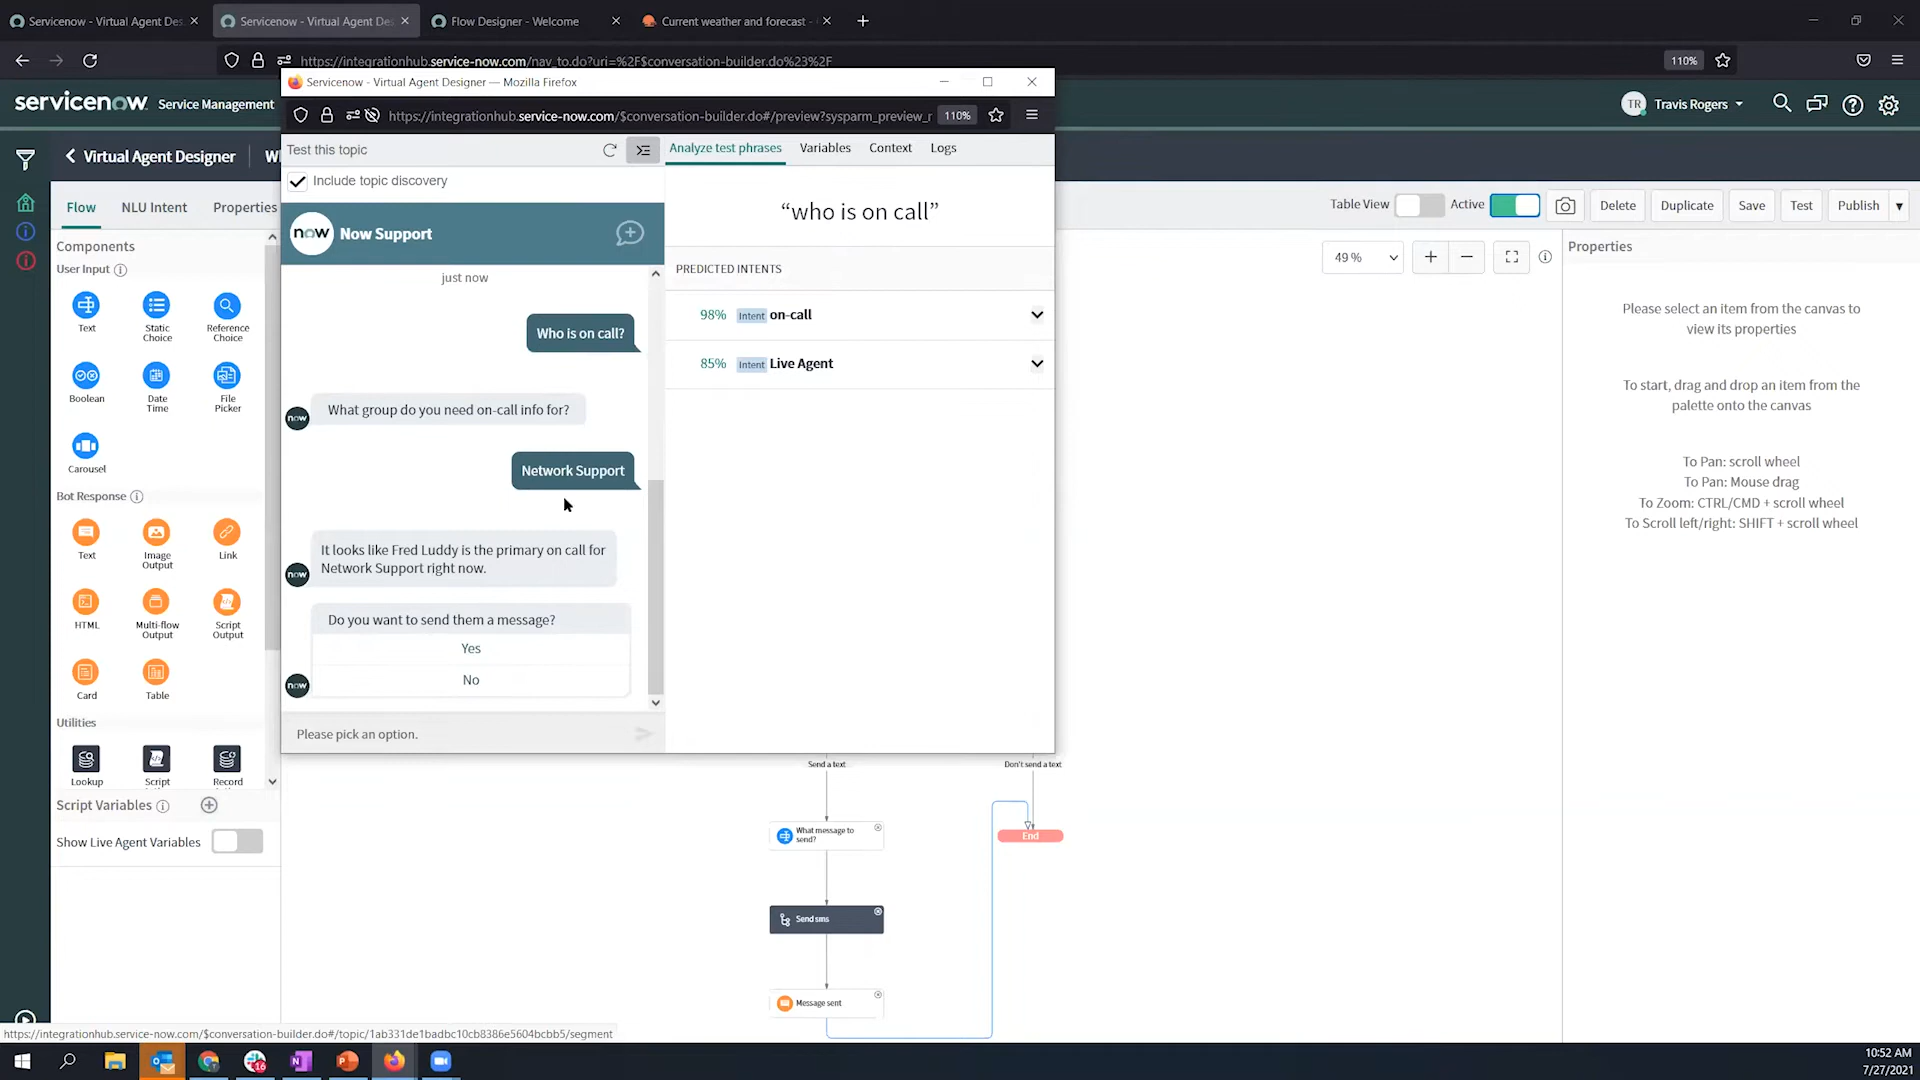 Servicenow - Virtual Agent Des
Servicenow - Virtual Agent De
Flow Designer - Welcome
Current weather and forecast -
https://integrationhub.service-now.com/nav_to.do?uri=%2F$conversation-builder.do%23%2F
110%
Servicenow - Virtual Agent Designer — Mozilla Firefox
https://integrationhub.service-now.com/$conversation-builder.do#/preview?sysparm_preview_r
110%
servicenow. Service Management
TR Travis Rogers
Virtual Agent Designer
Flow
NLU Intent
Properties
Table View
Active
Delete
Duplicate
Save
Test
Publish
49 %
Components
User Input
Text
Static Choice
Reference Choice
Boolean
Date Time
File Picker
Carousel
Bot Response
Text
Image Output
Link
HTML
Multi-flow Output
Script Output
Card
Table
Utilities
Lookup
Script
Record
Script Variables
Show Live Agent Variables
Test this topic
Include topic discovery
now Now Support
just now
Who is on call?
now What group do you need on-call info for?
Network Support
It looks like Fred Luddy is the primary on call for
now Network Support right now.
Do you want to send them a message?
Yes
now No
Please pick an option.
Analyze test phrases
Variables
Context
Logs
“who is on call”
PREDICTED INTENTS
98% Intent on-call
85% Intent Live Agent
Properties
Please select an item from the canvas to
view its properties
To start, drag and drop an item from the
palette onto the canvas
To Pan: scroll wheel
To Pan: Mouse drag
To Zoom: CTRL/CMD + scroll wheel
To Scroll left/right: SHIFT + scroll wheel
Send a text
Don't send a text
What message to
send?
End
Send sms
Message sent
https://integrationhub.service-now.com/$conversation-builder.do#/topic/1ab331de1badbc10cb8386e5604bcbb5/segment
16
10:52 AM
7/27/2021